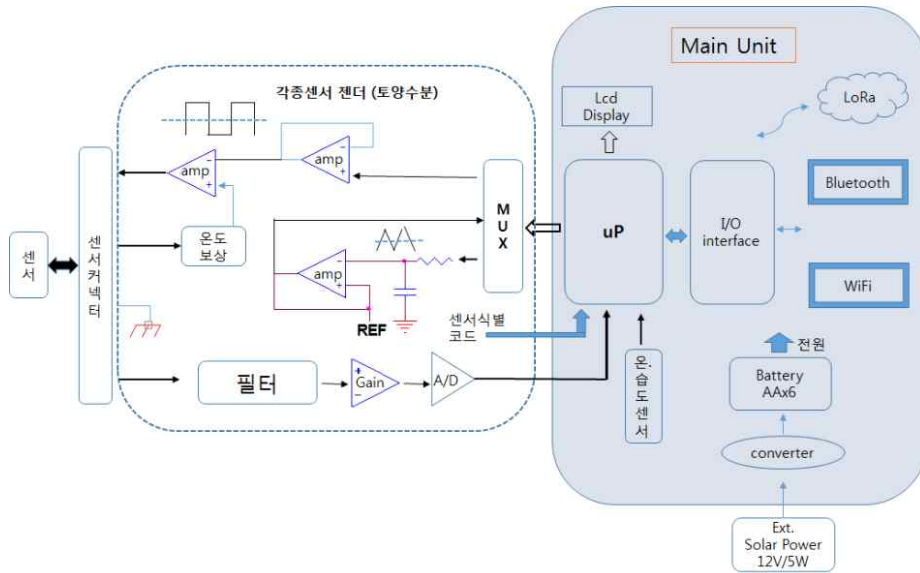 Main Unit
각종센서 젠더 (토양수분)
Lcd
Display
LoRa
amp
amp
Bluetooth
M
U
X
uP
I/O
interface
센서
센서커넥터
온도
보상
amp
REF
WiFi
센서식별
코드
전원
필터
Gain
A/D
온.습도센서
Battery
AAx6
converter
Ext.
Solar Power
12V/5W